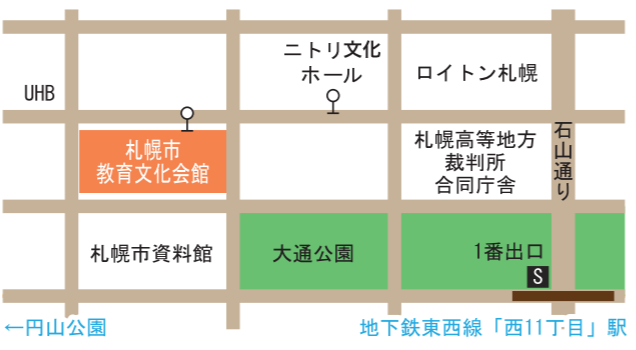 ニトリ文化
ホール
ロイトン札幌
UHB
札幌市
教育文化会館
札幌高等地方
裁判所
合同庁舎
石山通り
札幌市資料館
大通公園
1番出口
S
←円山公園
地下鉄東西線「西11丁目」駅